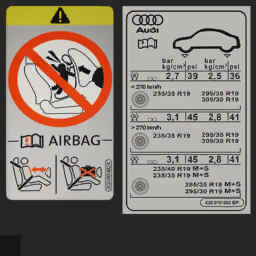 AIRBAG
Audi
bar
kg/cm² psi
bar
kg/cm² psi
2,7 39 2,5 36
< 270 km/h
235/35 R19 295/35 R19
305/30 R19
3,1 45 2,8 41
> 270 km/h
235/35 R19 295/35 R19
305/30 R19
3,1 45 2,8 41
235/40 R19 M+S
235/35 R19 M+S
295/35 R18 M+S
295/30 R19 M+S